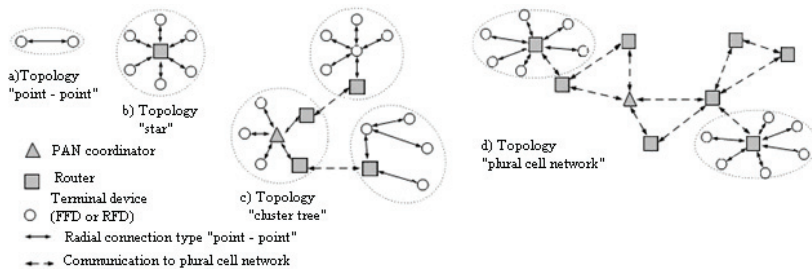 a)Topology
"point - point"
b) Topology
"star"
PAN coordinator
Router
Terminal device
(FFD or RFD)
Radial connection type "point - point"
Communication to plural cell network
c) Topology
"cluster tree"
d) Topology
"plural cell network"